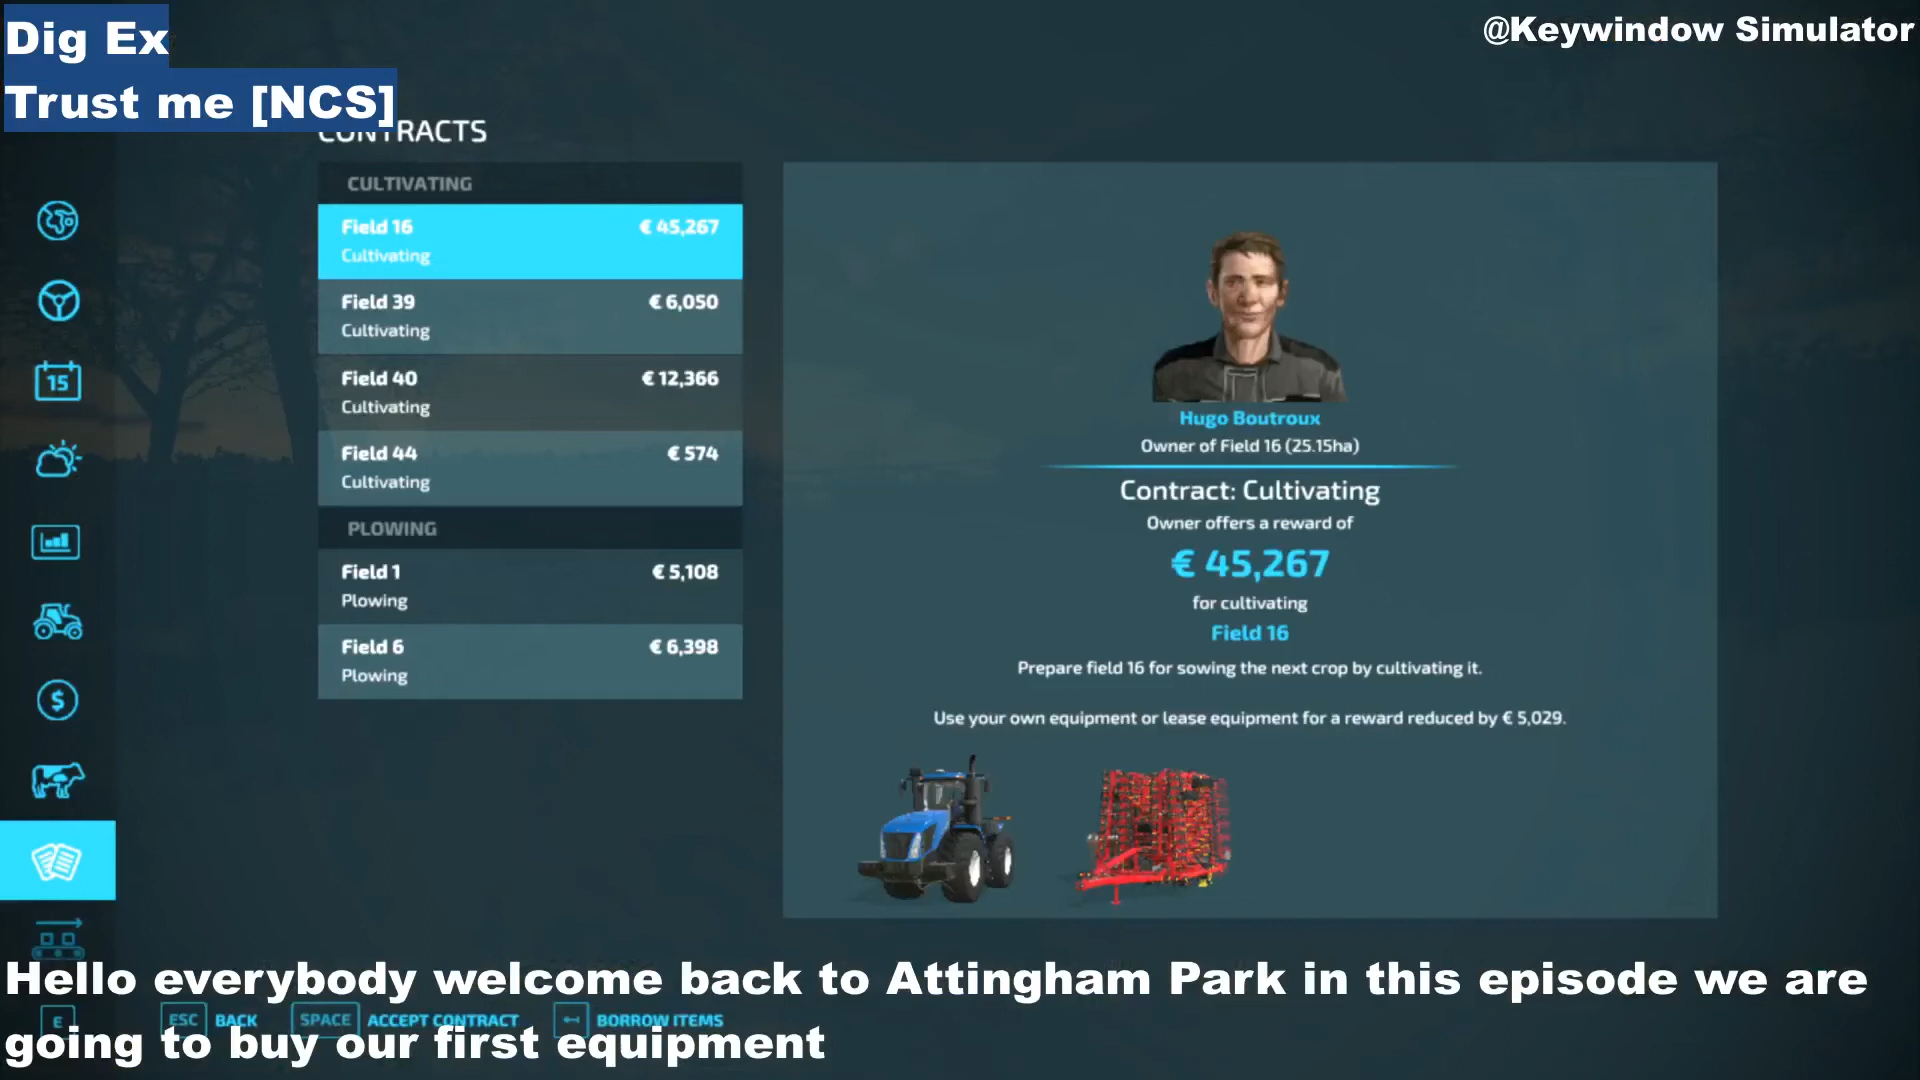 Dig Ex
@Keywindow Simulator
Trust me [NCS]
CONTRACTS
CULTIVATING
Field 16 € 45,267
Cultivating
Field 39 € 6,050
Cultivating
Field 40 € 12,366
Cultivating
Field 44 € 574
Cultivating
PLOWING
Field 1 € 5,108
Plowing
Field 6 € 6,398
Plowing
15
$
Hugo Boutroux
Owner of Field 16 (25.15ha)
Contract: Cultivating
Owner offers a reward of
€ 45,267
for cultivating
Field 16
Prepare field 16 for sowing the next crop by cultivating it.
Use your own equipment or lease equipment for a reward reduced by € 5,029.
Hello everybody welcome back to Attingham Park in this episode we are
going to buy our first equipment
E ESC BACK SPACE ACCEPT CONTRACT BORROW ITEMS